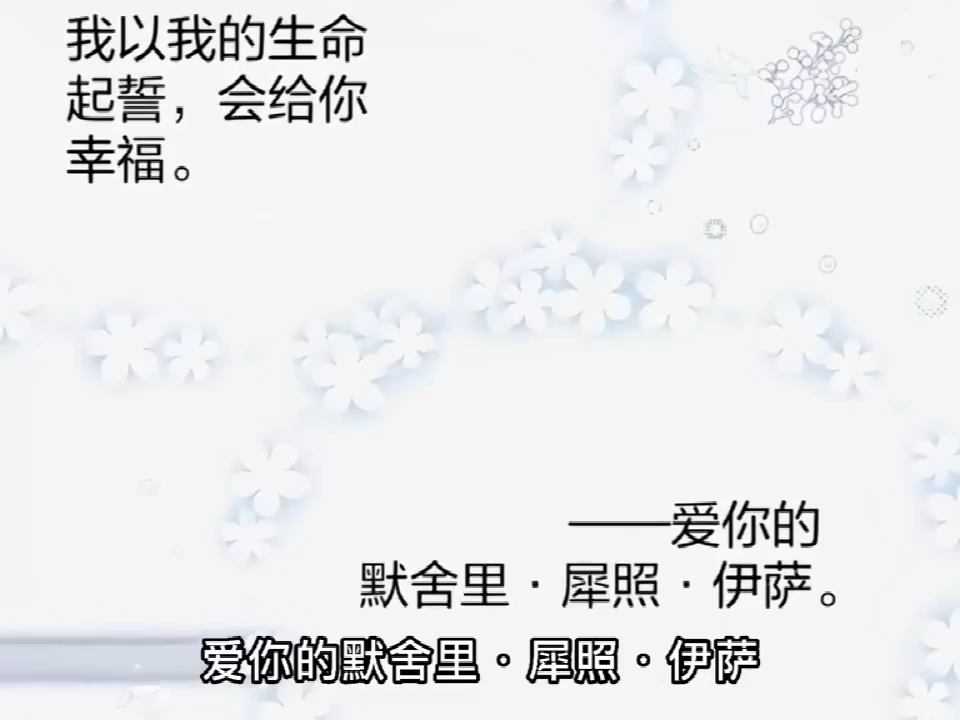 我以我的生命
起誓，会给你
幸福。
——爱你的
默舍里·犀照·伊萨。
爱你的默舍里·犀照·伊萨